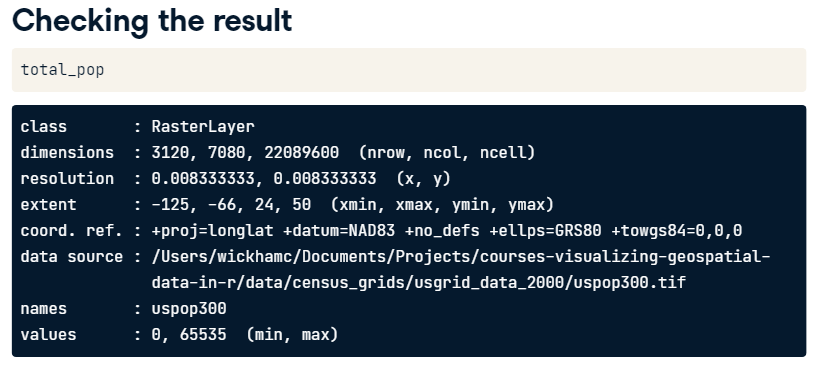 Checking the result
total_pop
class       : RasterLayer
dimensions  : 3120, 7080, 22089600  (nrow, ncol, ncell)
resolution  : 0.008333333, 0.008333333  (x, y)
extent      : -125, -66, 24, 50  (xmin, xmax, ymin, ymax)
coord. ref. : +proj=longlat +datum=NAD83 +no_defs +ellps=GRS80 +towgs84=0,0,0
data source : /Users/wickhamc/Documents/Projects/courses-visualizing-geospatial-
              data-in-r/data/census_grids/usgrid_data_2000/uspop300.tif
names       : uspop300
values      : 0, 65535  (min, max)